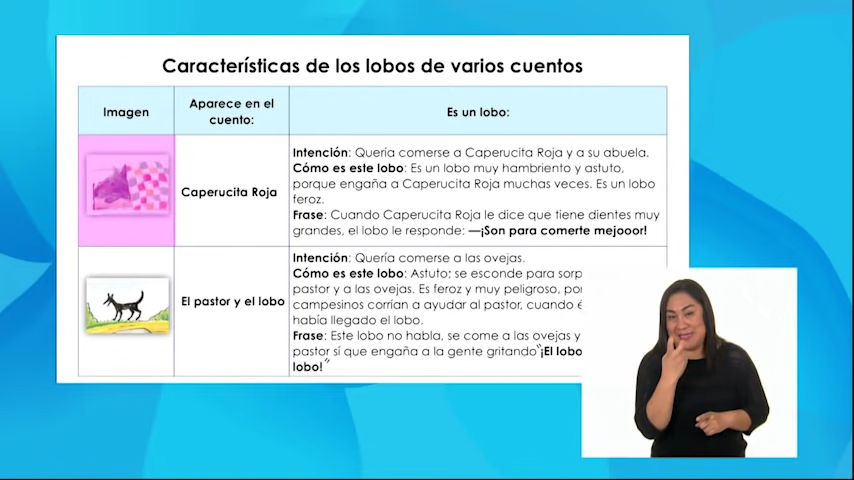 Características de los lobos de varios cuentos
Imagen
Aparece en el
cuento:
Es un lobo:
Caperucita Roja
Intención: Quería comerse a Caperucita Roja y a su abuela.
Cómo es este lobo: Es un lobo muy hambriento y astuto,
porque engaña a Caperucita Roja muchas veces. Es un lobo
feroz.
Frase: Cuando Caperucita Roja le dice que tiene dientes muy
grandes, el lobo le responde: —¡Son para comerte mejooor!
El pastor y el lobo
Intención: Quería comerse a las ovejas.
Cómo es este lobo: Astuto; se esconde para
pastor y a las ovejas. Es feroz y muy peligroso,
campesinos corrían a ayudar al pastor, cuando
había llegado el lobo.
Frase: Este lobo no habla, se come a las ovejas y
pastor sí que engaña a la gente gritando "¡El lobo
lobo!"